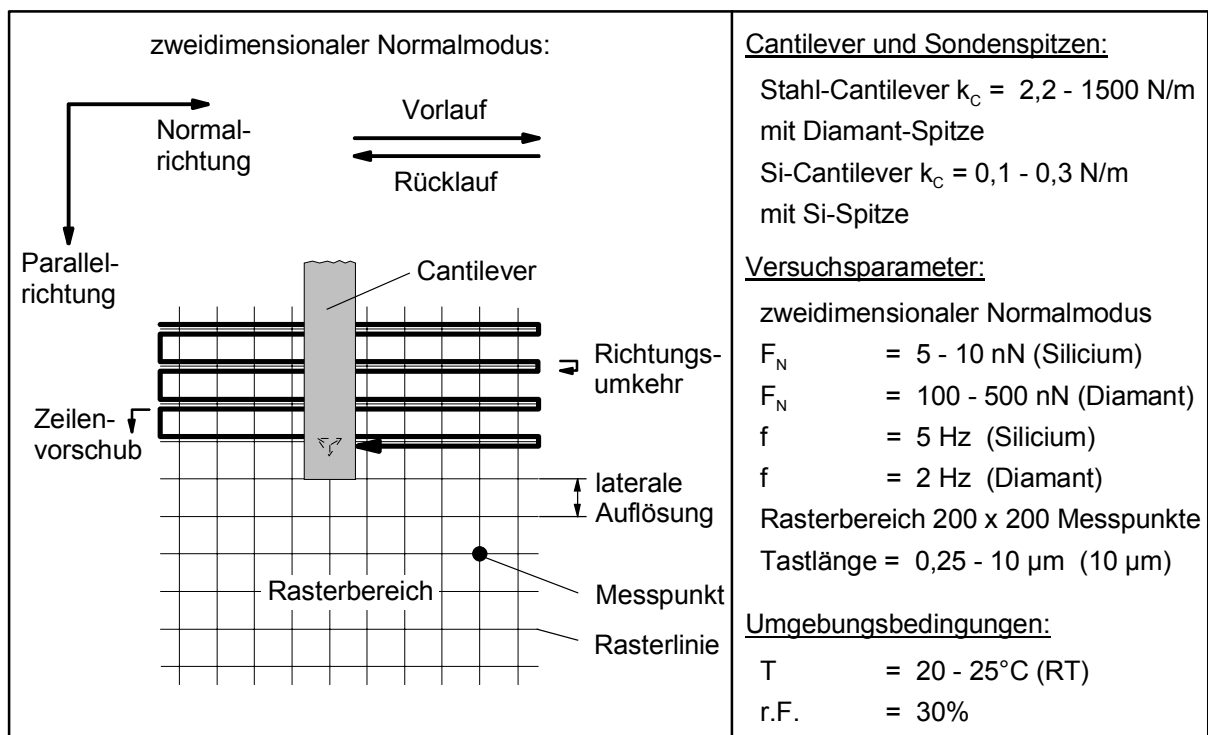 zweidimensionaler Normalmodus:
Normal-
richtung
Vorlauf
Rücklauf
Parallel-
richtung
Cantilever
Richtungs-
umkehr
Zeilen-
vorschub
laterale
Auflösung
Rasterbereich
Messpunkt
Rasterlinie
Cantilever und Sondenspitzen:
Stahl-Cantilever k_C = 2,2 - 1500 N/m
mit Diamant-Spitze
Si-Cantilever k_C = 0,1 - 0,3 N/m
mit Si-Spitze
Versuchsparameter:
zweidimensionaler Normalmodus
F_N = 5 - 10 nN (Silicium)
F_N = 100 - 500 nN (Diamant)
f = 5 Hz (Silicium)
f = 2 Hz (Diamant)
Rasterbereich 200 x 200 Messpunkte
Tastlänge = 0,25 - 10 µm (10 µm)
Umgebungsbedingungen:
T = 20 - 25°C (RT)
r.F. = 30%